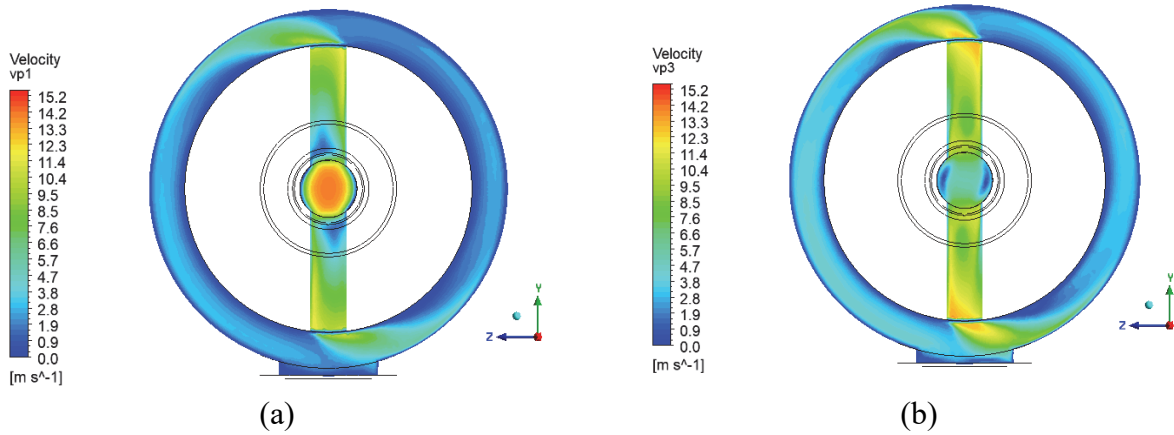 Velocity
vp1
15.2
14.2
13.3
12.3
11.4
10.4
9.5
8.5
7.6
6.6
5.7
4.7
3.8
2.8
1.9
0.9
0.0
[m s^-1]
Y
Z
(a)
Velocity
vp3
15.2
14.2
13.3
12.3
11.4
10.4
9.5
8.5
7.6
6.6
5.7
4.7
3.8
2.8
1.9
0.9
0.0
[m s^-1]
Y
Z
(b)